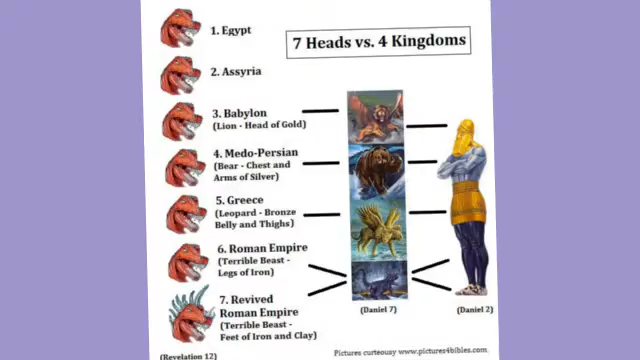 7 Heads vs. 4 Kingdoms
1. Egypt
2. Assyria
3. Babylon
(Lion - Head of Gold)
4. Medo-Persian
(Bear - Chest and
Arms of Silver)
5. Greece
(Leopard - Bronze
Belly and Thighs)
6. Roman Empire
(Terrible Beast -
Legs of Iron)
7. Revived
Roman Empire
(Terrible Beast -
Feet of Iron and Clay)
(Revelation 12)
(Daniel 7)
(Daniel 2)
Pictures curteousy www.pictures4bibles.com